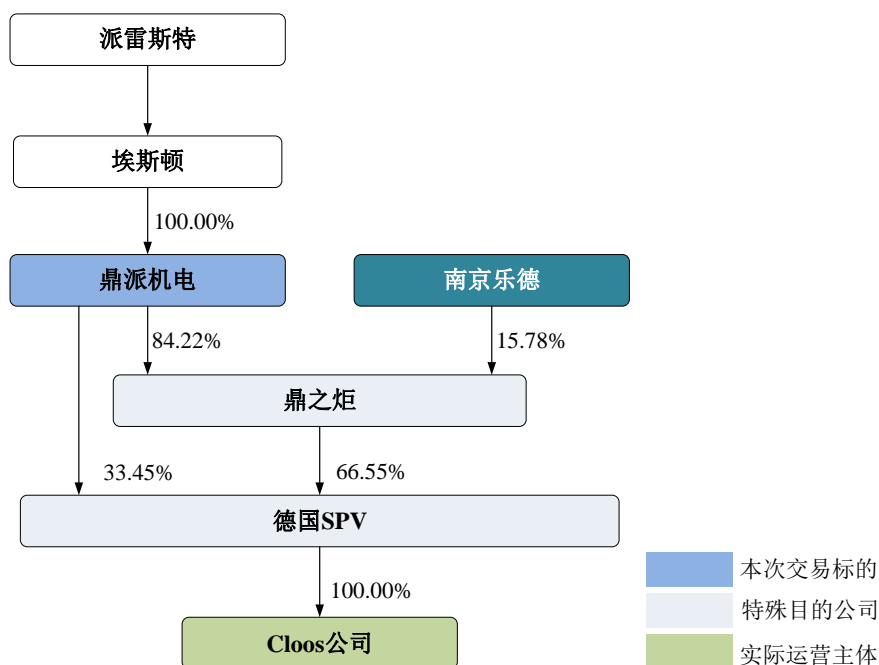 派雷斯特
埃斯顿
100.00%
鼎派机电
南京乐德
84.22%
15.78%
鼎之炬
33.45%
66.55%
德国SPV
100.00%
Cloos公司
本次交易标的
特殊目的公司
实际运营主体